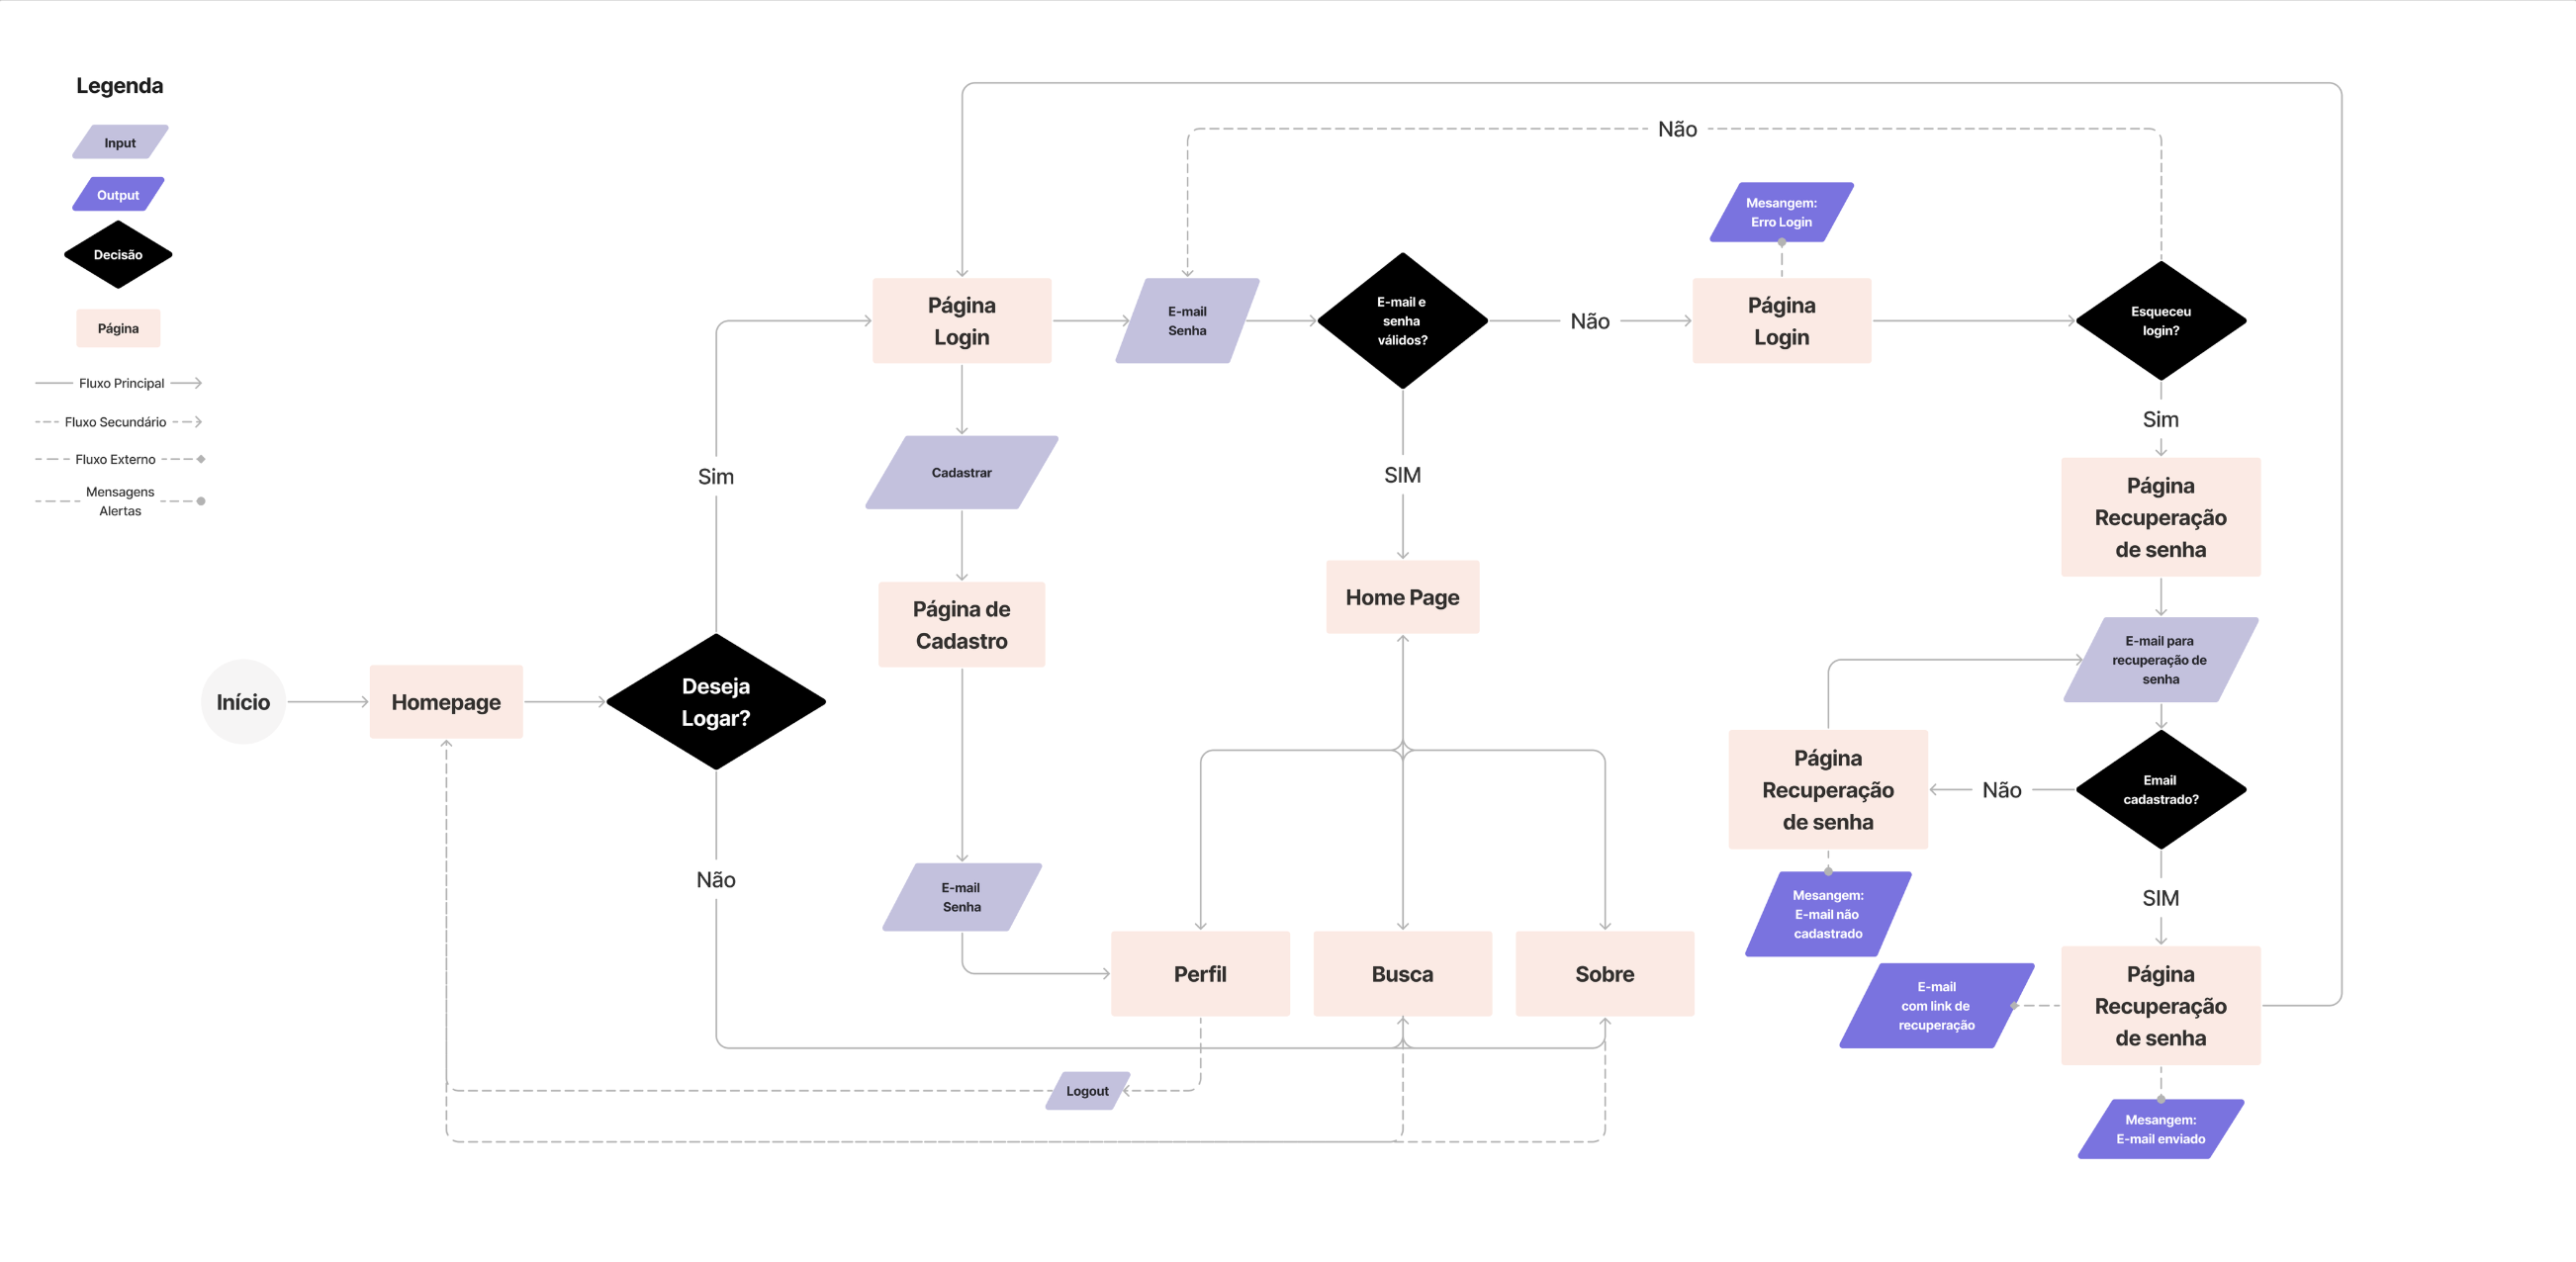 Legenda
Input
Output
Decisão
Página
Fluxo Principal
Fluxo Secundário
Fluxo Externo
Mensagens
Alertas
Início
Homepage
Deseja
Logar?
Sim
Não
Página
Login
Cadastrar
Página de
Cadastro
E-mail
Senha
E-mail
Senha
E-mail e
senha
válidos?
SIM
Home Page
Perfil
Busca
Sobre
Logout
Não
Mesangem:
Erro Login
Página
Login
Não
Esqueceu
login?
Sim
Página
Recuperação
de senha
E-mail para
recuperação de
senha
Email
cadastrado?
Não
Página
Recuperação
de senha
Mesangem:
E-mail não
cadastrado
SIM
Página
Recuperação
de senha
E-mail
com link de
recuperação
Mesangem:
E-mail enviado